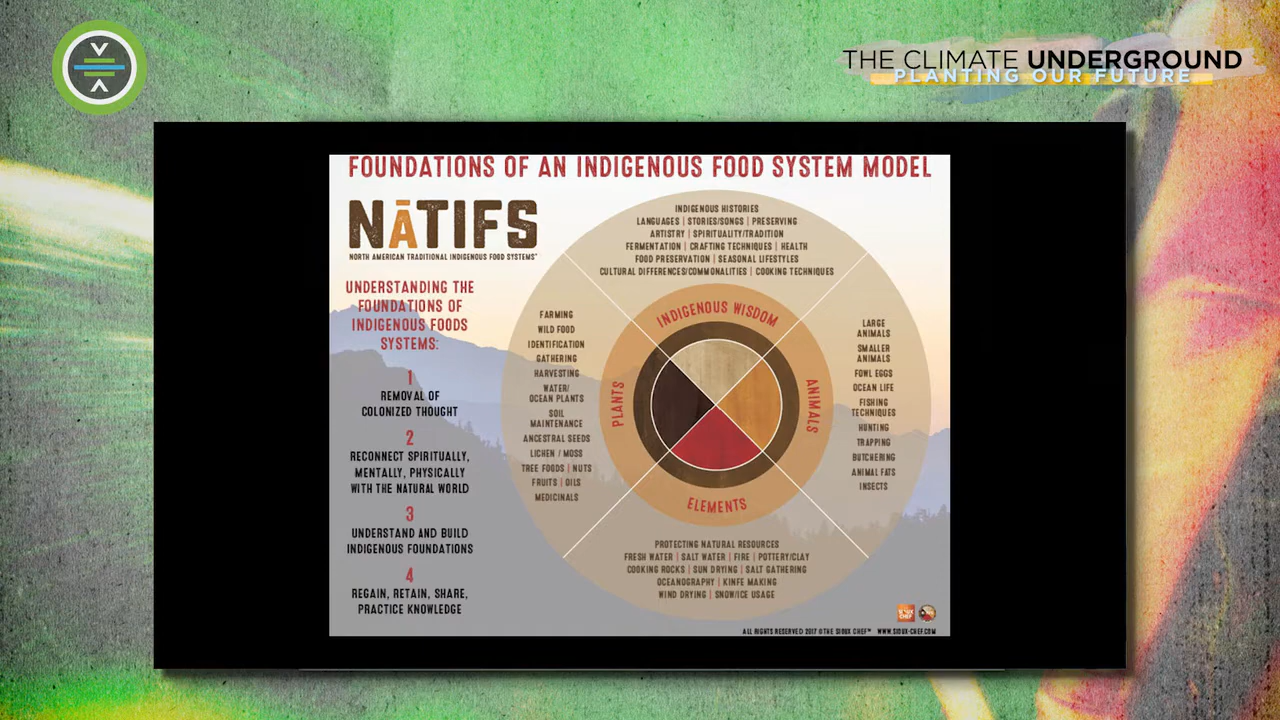 THE CLIMATE UNDERGROUND
PLANTING OUR FUTURE
FOUNDATIONS OF AN INDIGENOUS FOOD SYSTEM MODEL
NĀTIFS
NORTH AMERICAN TRADITIONAL INDIGENOUS FOOD SYSTEMS
UNDERSTANDING THE
FOUNDATIONS OF
INDIGENOUS FOODS
SYSTEMS:
1
REMOVAL OF
COLONIZED THOUGHT
2
RECONNECT SPIRITUALLY,
MENTALLY, PHYSICALLY
WITH THE NATURAL WORLD
3
UNDERSTAND AND BUILD
INDIGENOUS FOUNDATIONS
4
REGAIN, RETAIN, SHARE,
PRACTICE KNOWLEDGE
INDIGENOUS HISTORIES
LANGUAGES | STORIES/SONGS | PRESERVING
ARTISTRY | SPIRITUALITY/TRADITION
FERMENTATION | CRAFTING TECHNIQUES | HEALTH
FOOD PRESERVATION | SEASONAL LIFESTYLES
CULTURAL DIFFERENCES/COMMONALITIES | COOKING TECHNIQUES
INDIGENOUS WISDOM
FARMING
WILD FOOD
IDENTIFICATION
GATHERING
HARVESTING
WATER/
OCEAN PLANTS
SOIL
MAINTENANCE
ANCESTRAL SEEDS
LICHEN / MOSS
TREE FOODS | NUTS
FRUITS | OILS
MEDICINALS
PLANTS
ANIMALS
LARGE
ANIMALS
SMALLER
ANIMALS
FOWL EGGS
OCEAN LIFE
FISHING
TECHNIQUES
HUNTING
TRAPPING
BUTCHERING
ANIMAL FATS
INSECTS
ELEMENTS
PROTECTING NATURAL RESOURCES
FRESH WATER | SALT WATER | FIRE | POTTERY/CLAY
COOKING ROCKS | SUN DRYING | SALT GATHERING
OCEANOGRAPHY | KINFE MAKING
WIND DRYING | SNOW/ICE USAGE
SIOUX
CHEF
ALL RIGHTS RESERVED 2017 ©THE SIOUX CHEF™ WWW.SIOUX-CHEF.COM